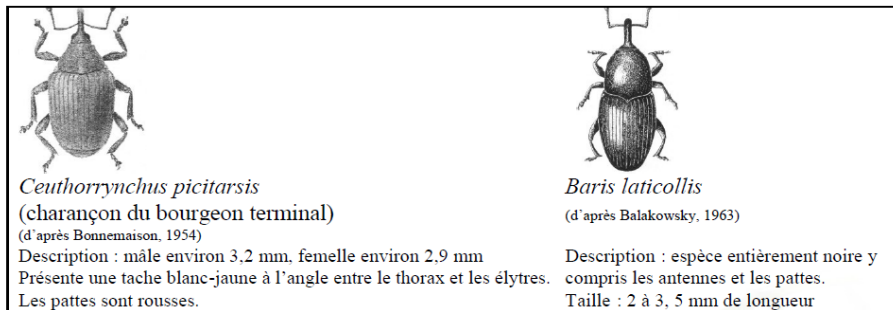 Ceuthorrynchus picitarsis
(charançon du bourgeon terminal)
(d'après Bonnemaison, 1954)
Description : mâle environ 3,2 mm, femelle environ 2,9 mm
Présente une tache blanc-jaune à l'angle entre le thorax et les élytres.
Les pattes sont rousses.
Baris laticollis
(d'après Balakowsky, 1963)
Description : espèce entièrement noire y
compris les antennes et les pattes.
Taille : 2 à 3, 5 mm de longueur